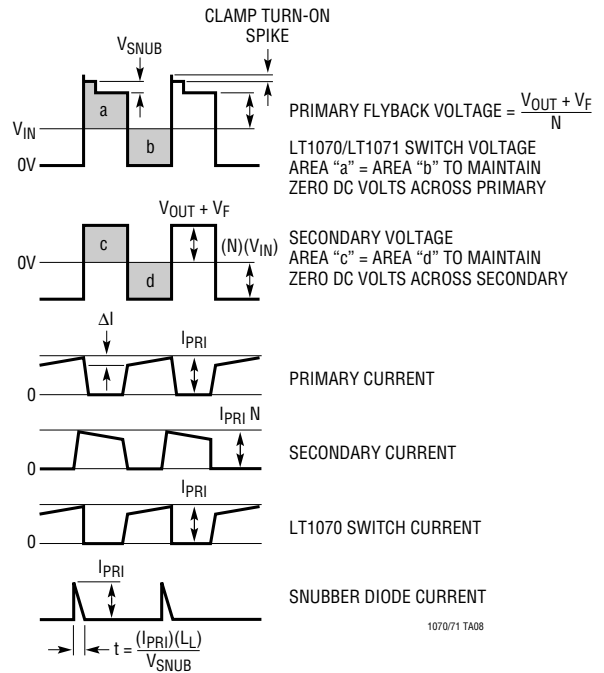 CLAMP TURN-ON
SPIKE
VSNUB
a
b
VIN
0V
PRIMARY FLYBACK VOLTAGE = VOUT + VF
N
LT1070/LT1071 SWITCH VOLTAGE
AREA “a” = AREA “b” TO MAINTAIN
ZERO DC VOLTS ACROSS PRIMARY
VOUT + VF
c
d
0V
(N)(VIN)
SECONDARY VOLTAGE
AREA “c” = AREA “d” TO MAINTAIN
ZERO DC VOLTS ACROSS SECONDARY
∆I
IPRI
0
PRIMARY CURRENT
IPRI N
0
SECONDARY CURRENT
IPRI
0
LT1070 SWITCH CURRENT
IPRI
SNUBBER DIODE CURRENT
1070/71 TA08
t = (IPRI)(LL)
VSNUB